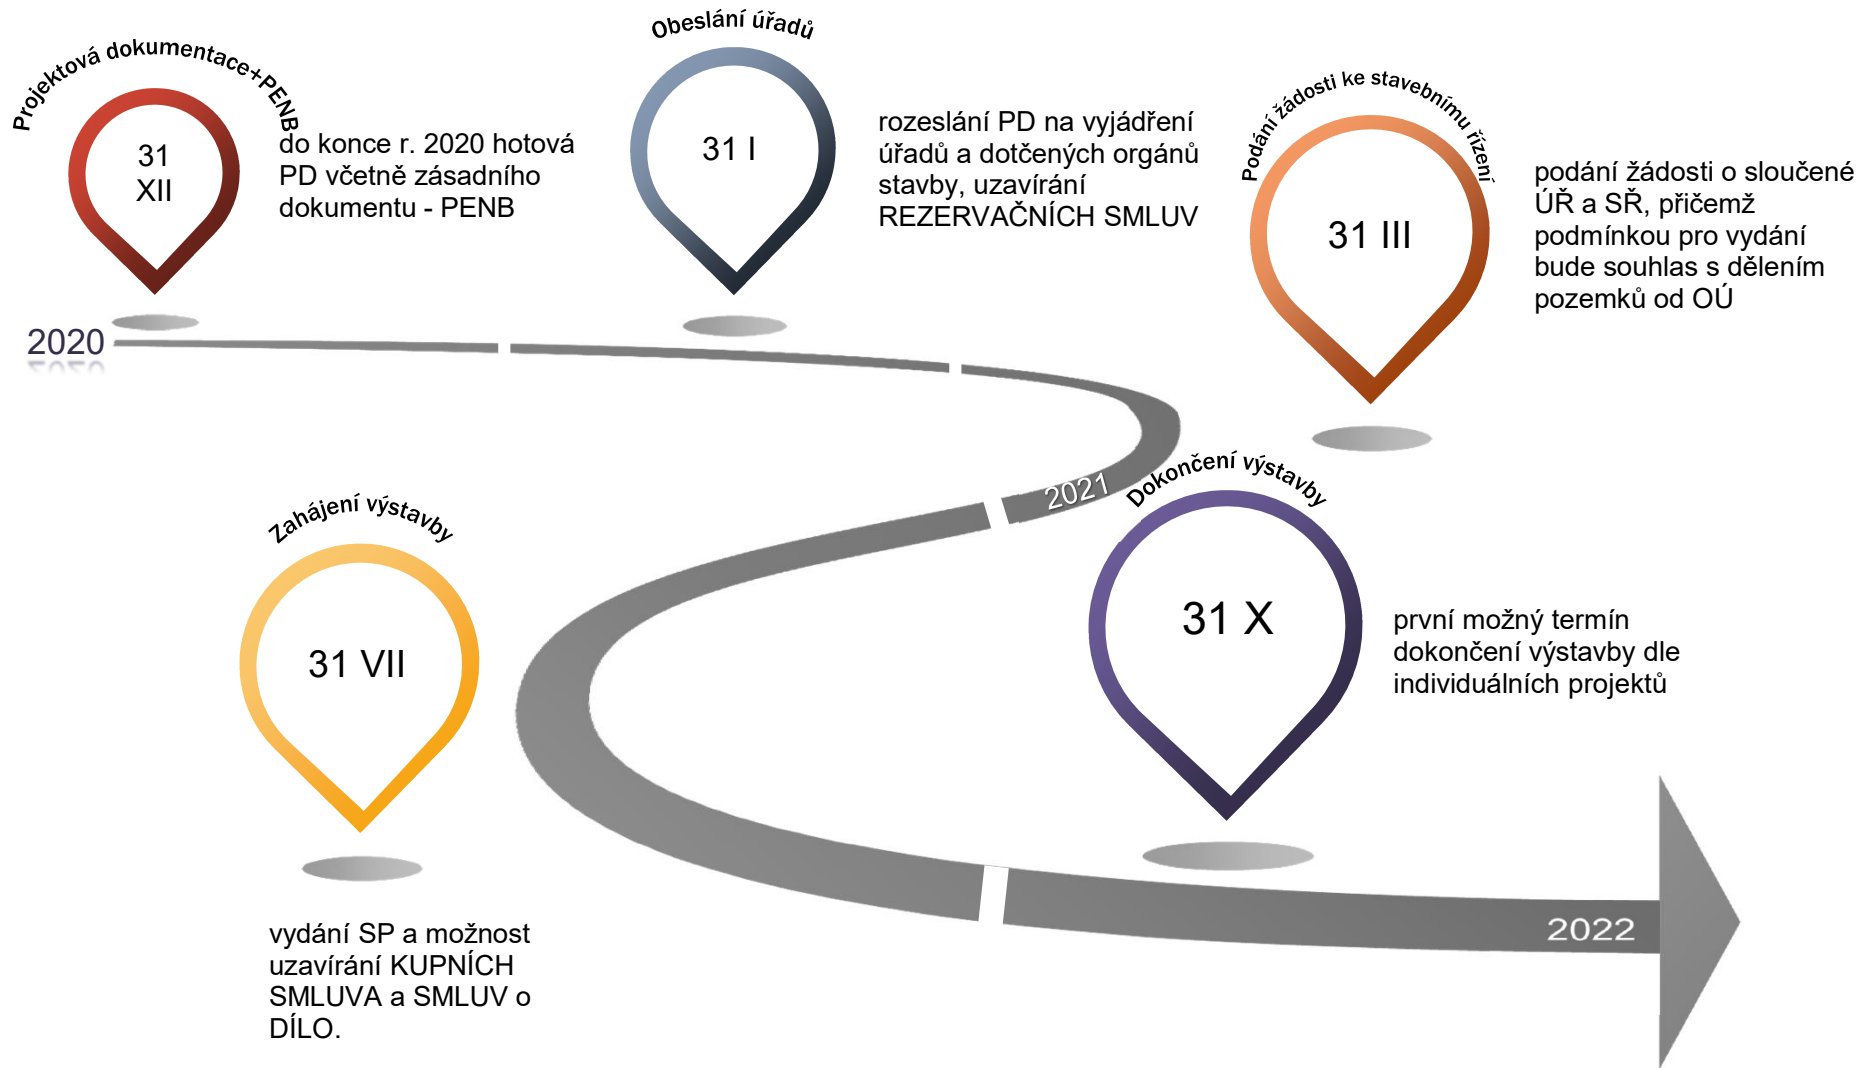 Projektová dokumentace+PENB
31
XII
do konce r. 2020 hotová
PD včetně zásadního
dokumentu - PENB
Obeslání úřadů
31 I
rozeslání PD na vyjádření
úřadů a dotčených orgánů
stavby, uzavírání
REZERVAČNÍCH SMLUV
Podání žádosti ke stavebnímu řízení
31 III
podání žádosti o sloučené
ÚŘ a SŘ, přičemž
podmínkou pro vydání
bude souhlas s dělením
pozemků od OÚ
2020
2021
Zahájení výstavby
31 VII
vydání SP a možnost
uzavírání KUPNÍCH
SMLUVA a SMLUV o
DÍLO.
Dokončení výstavby
31 X
první možný termín
dokončení výstavby dle
individuálních projektů
2022